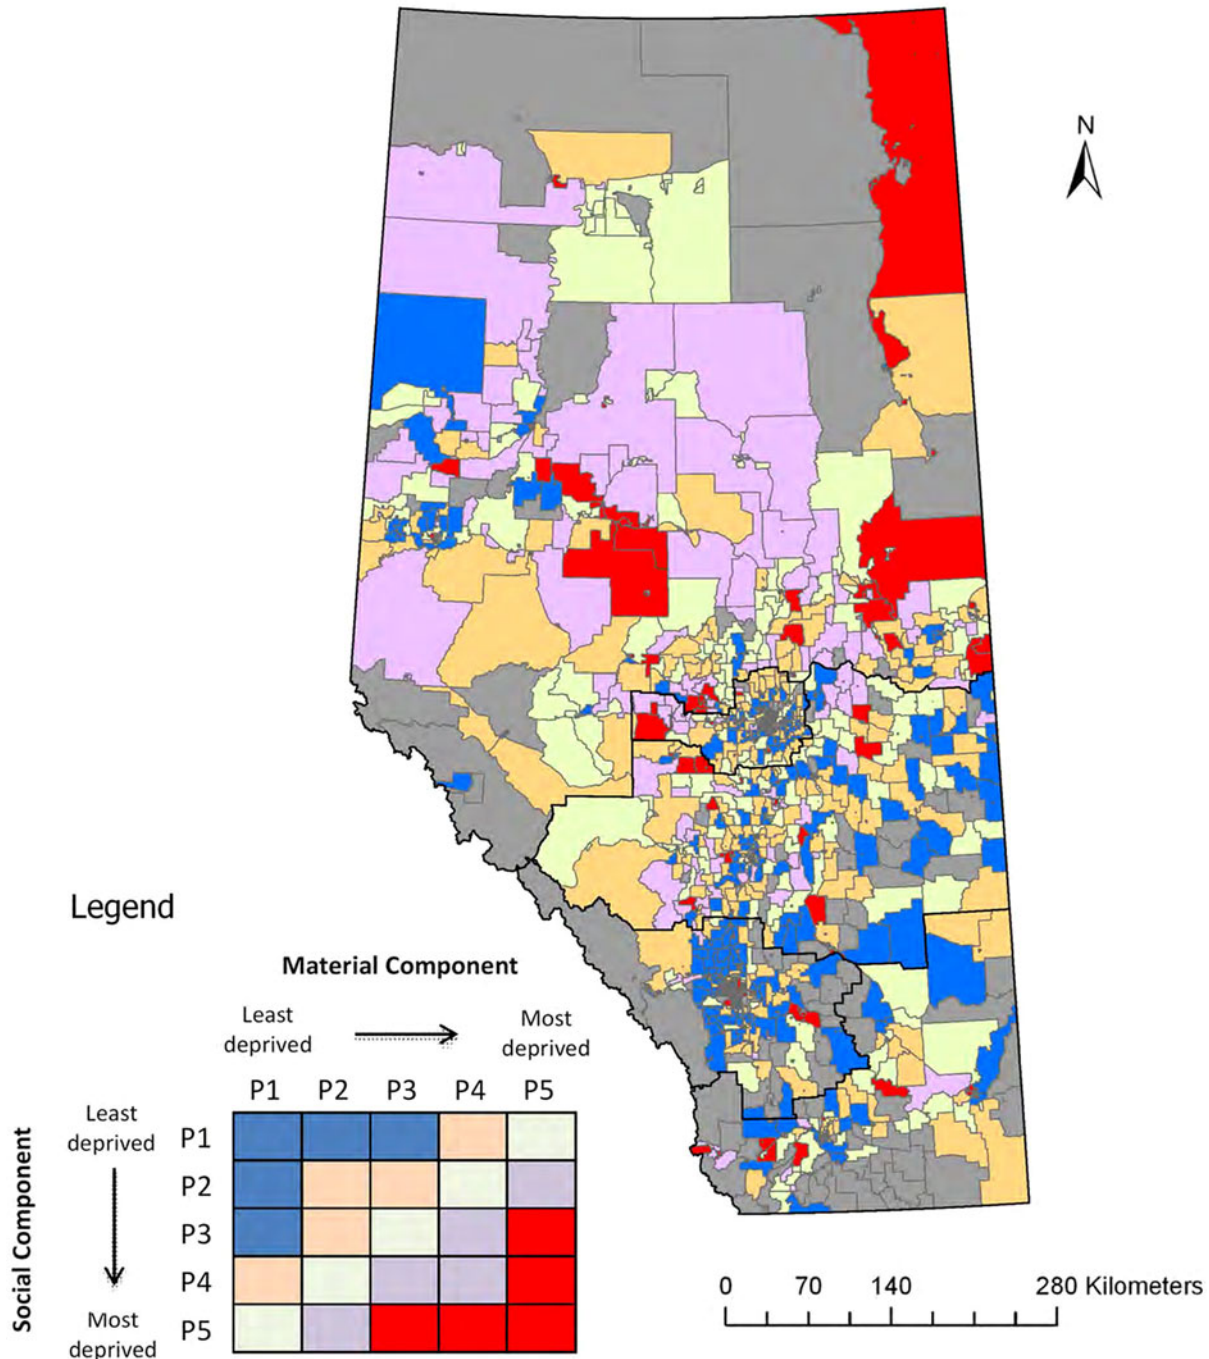 N
Legend
Material Component
Least deprived
Most deprived
P1 P2 P3 P4 P5
Social Component
Least deprived
Most deprived
P1
P2
P3
P4
P5
0 70 140 280 Kilometers